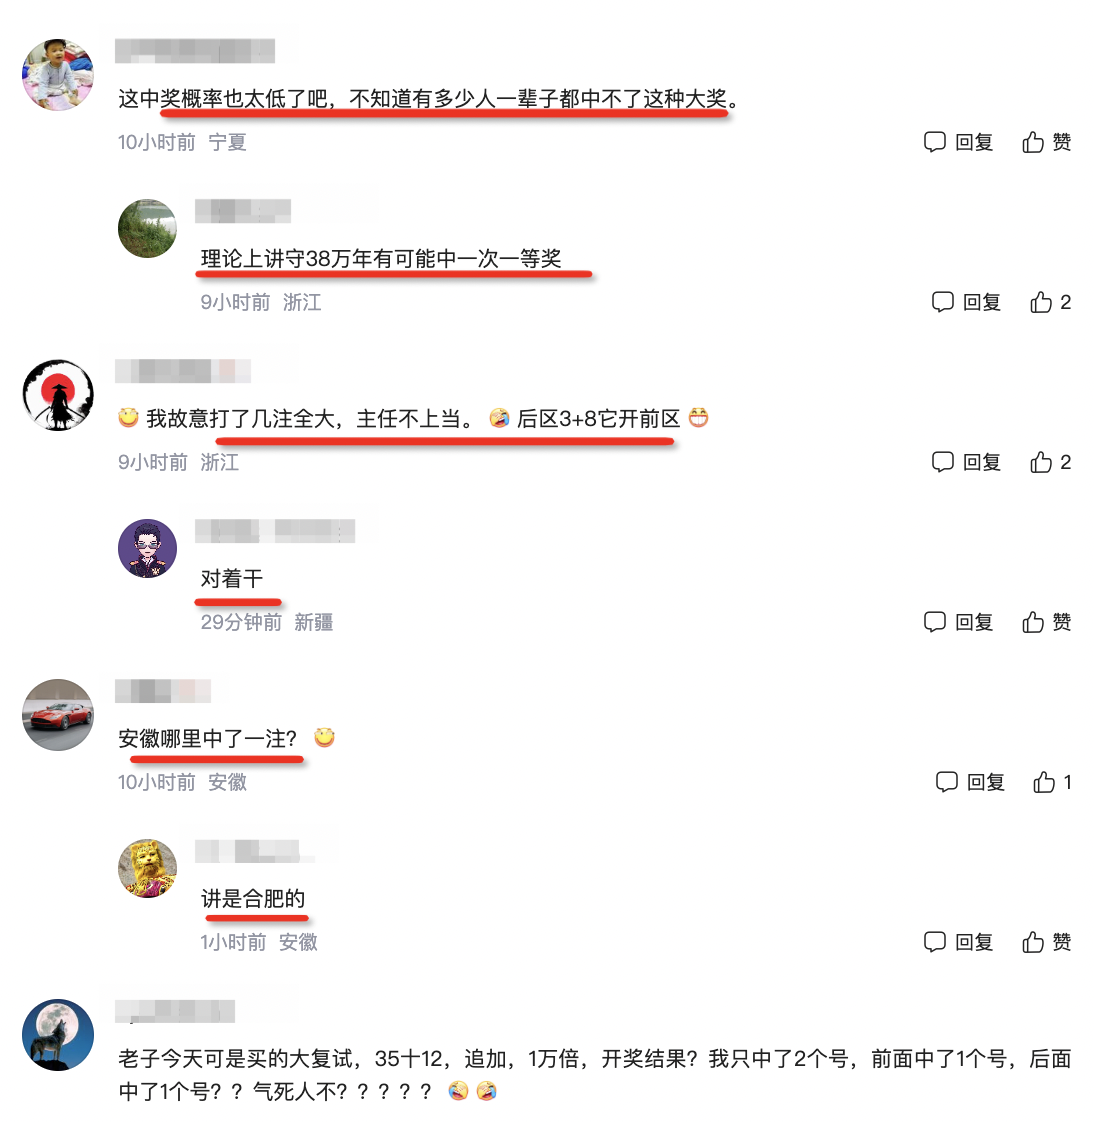 这中奖概率也太低了吧，不知道有多少人一辈子都中不了这种大奖。
10小时前 宁夏 回复 赞
理论上讲守38万年有可能中一次一等奖
9小时前 浙江 回复 2
我故意打了几注全大，主任不上当。 后区3+8它开前区
9小时前 浙江 回复 2
对着干
29分钟前 新疆 回复 赞
安徽哪里中了一注?
10小时前 安徽 回复 1
讲是合肥的
1小时前 安徽 回复 赞
老子今天可是买的大复试，35十12，追加，1万倍，开奖结果？我只中了2个号，前面中了1个号，后面
中了1个号？？气死人不？？？？？